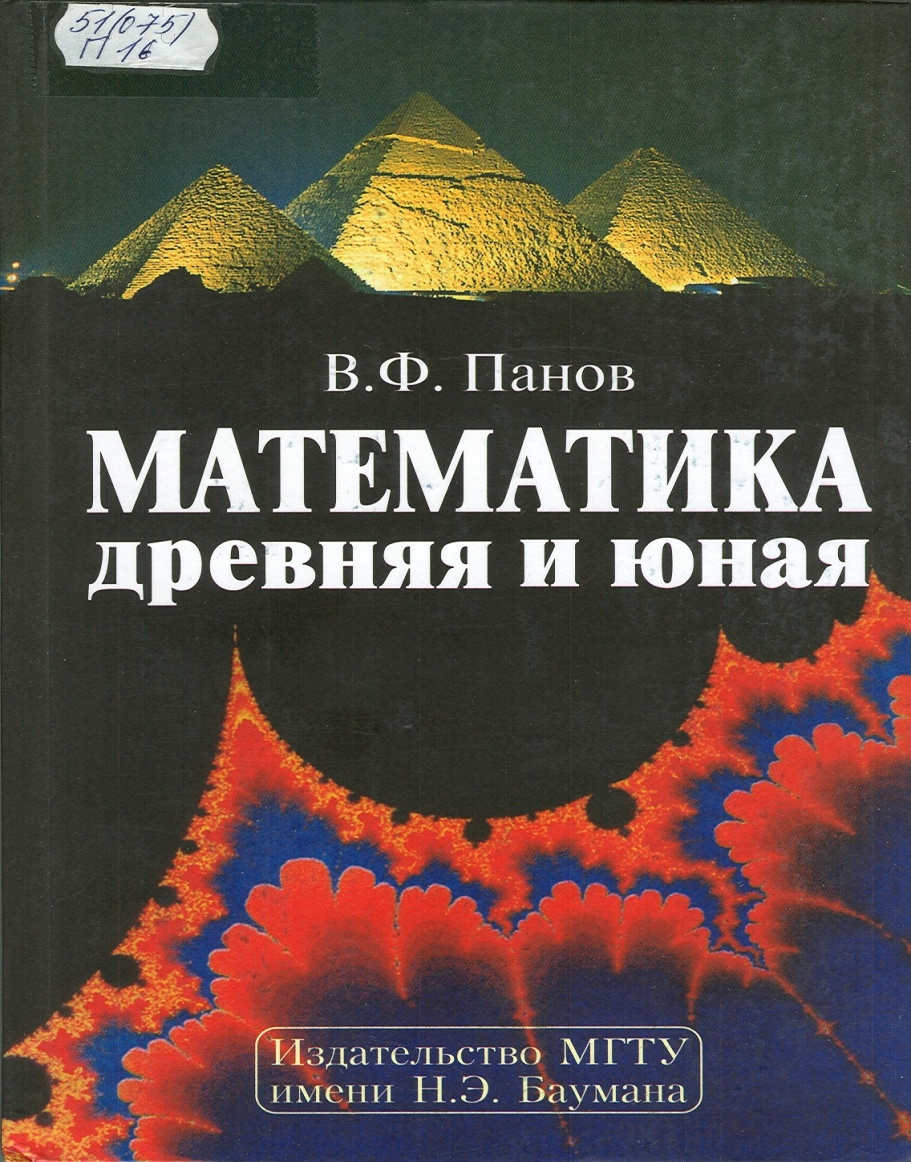 51(075)
П 16
В.Ф. Панов
МАТЕМАТИКА
древняя и юная
Издательство МГТУ
имени Н.Э. Баумана